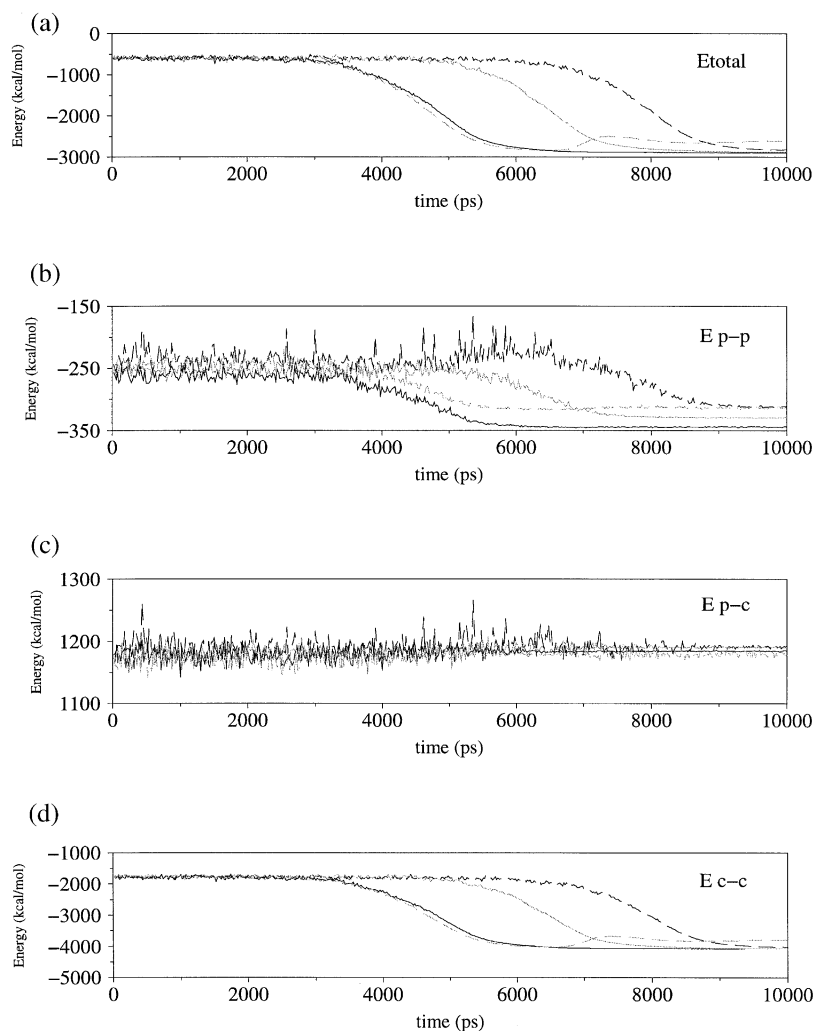 (a)
0
−1000
−2000
−3000
Energy (kcal/mol)
Etotal
0 2000 4000 6000 8000 10000
time (ps)
(b)
−150
−250
−350
Energy (kcal/mol)
E p−p
0 2000 4000 6000 8000 10000
time (ps)
(c)
1300
1200
1100
Energy (kcal/mol)
E p−c
0 2000 4000 6000 8000 10000
time (ps)
(d)
−1000
−2000
−3000
−4000
−5000
Energy (kcal/mol)
E c−c
0 2000 4000 6000 8000 10000
time (ps)